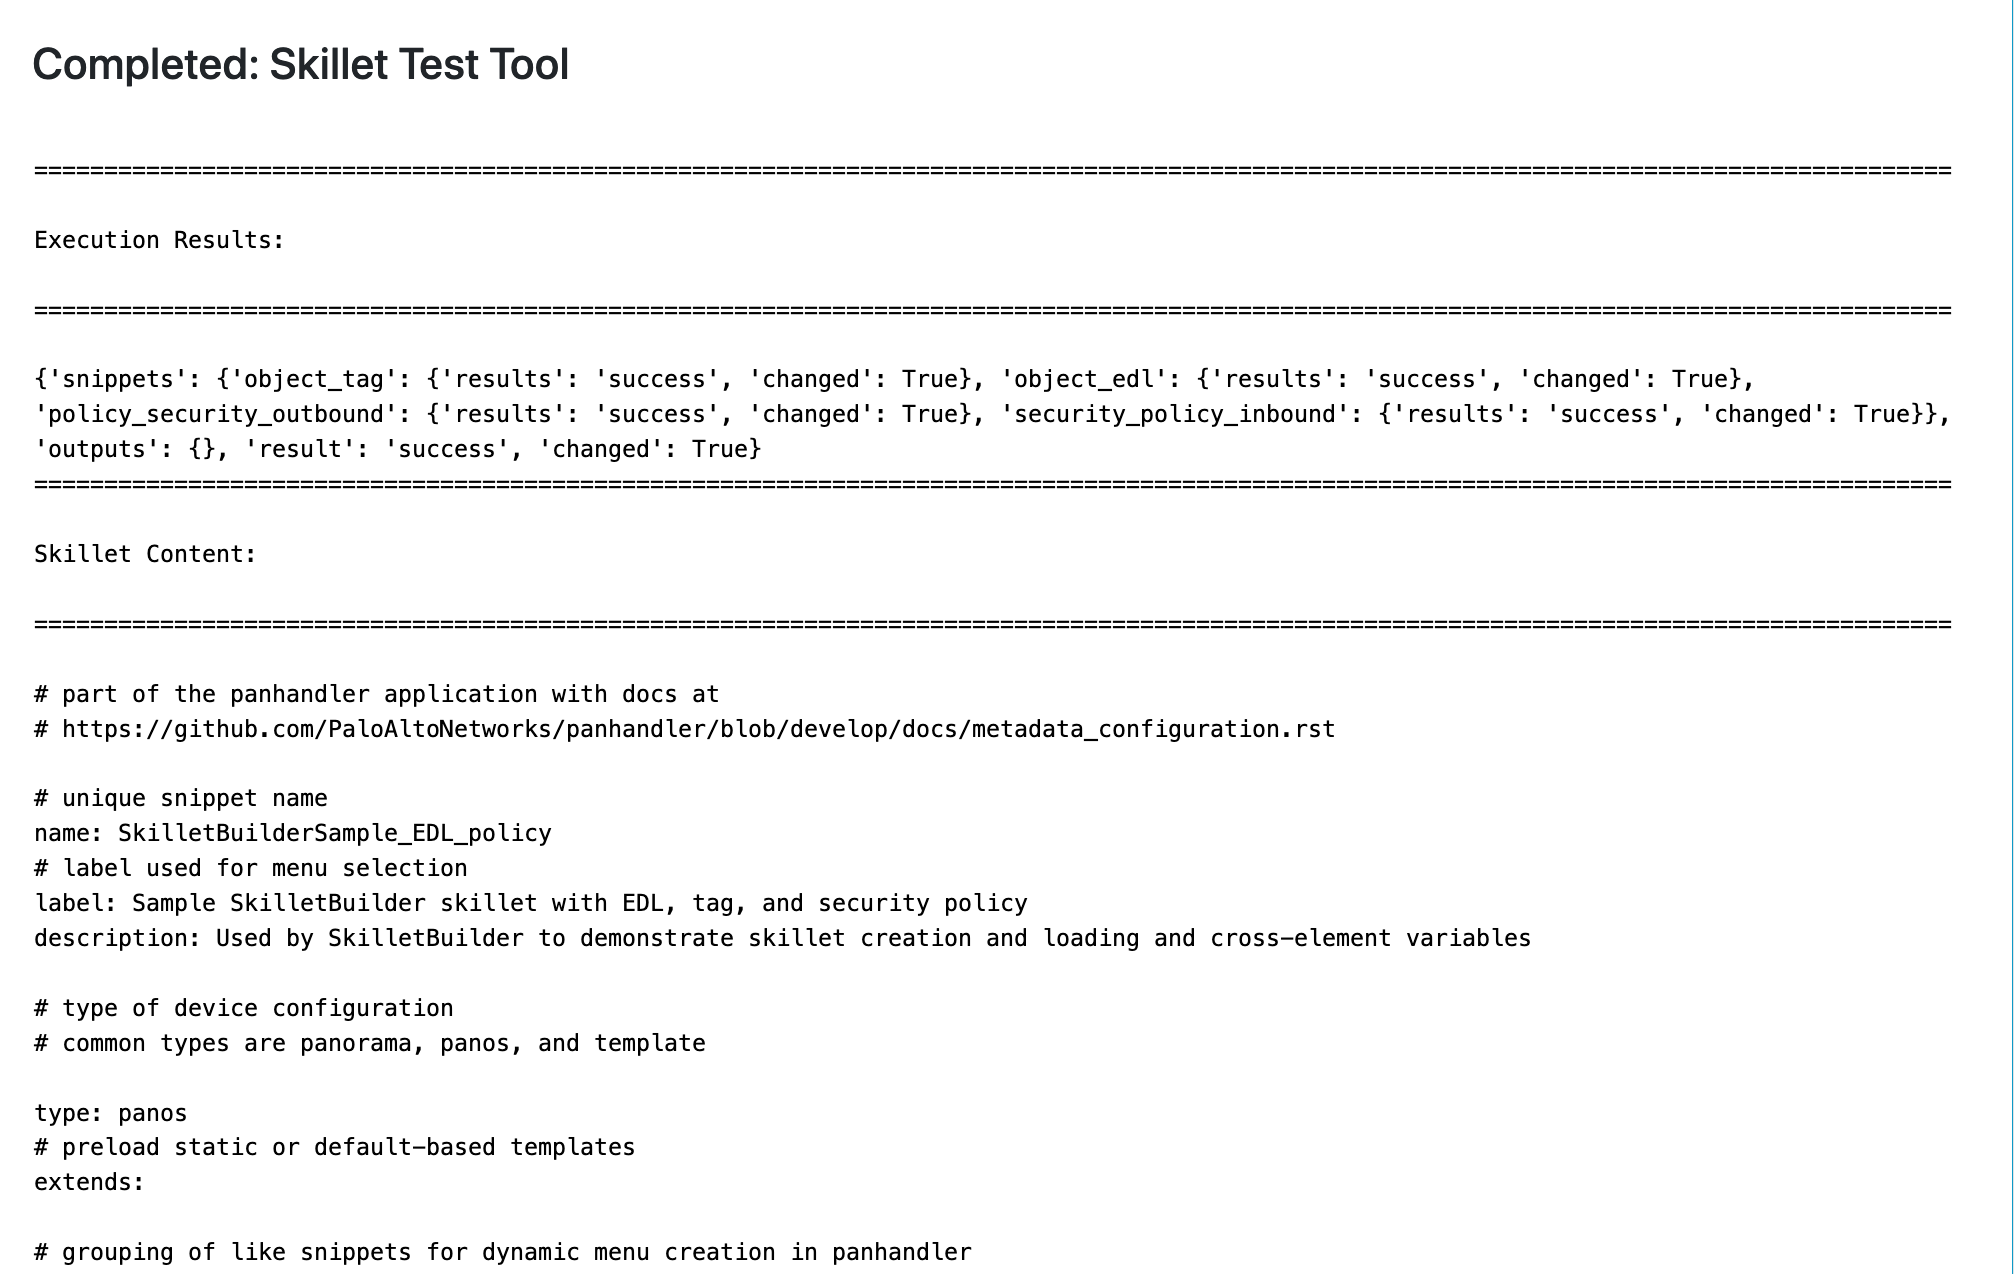 Completed: Skillet Test Tool
=========================================================================================================================================
Execution Results:
=========================================================================================================================================
{'snippets': {'object_tag': {'results': 'success', 'changed': True}, 'object_edl': {'results': 'success', 'changed': True},
'policy_security_outbound': {'results': 'success', 'changed': True}, 'security_policy_inbound': {'results': 'success', 'changed': True}},
'outputs': {}, 'result': 'success', 'changed': True}
=========================================================================================================================================
Skillet Content:
=========================================================================================================================================
# part of the panhandler application with docs at
# https://github.com/PaloAltoNetworks/panhandler/blob/develop/docs/metadata_configuration.rst
# unique snippet name
name: SkilletBuilderSample_EDL_policy
# label used for menu selection
label: Sample SkilletBuilder skillet with EDL, tag, and security policy
description: Used by SkilletBuilder to demonstrate skillet creation and loading and cross-element variables
# type of device configuration
# common types are panorama, panos, and template
type: panos
# preload static or default-based templates
extends:
# grouping of like snippets for dynamic menu creation in panhandler